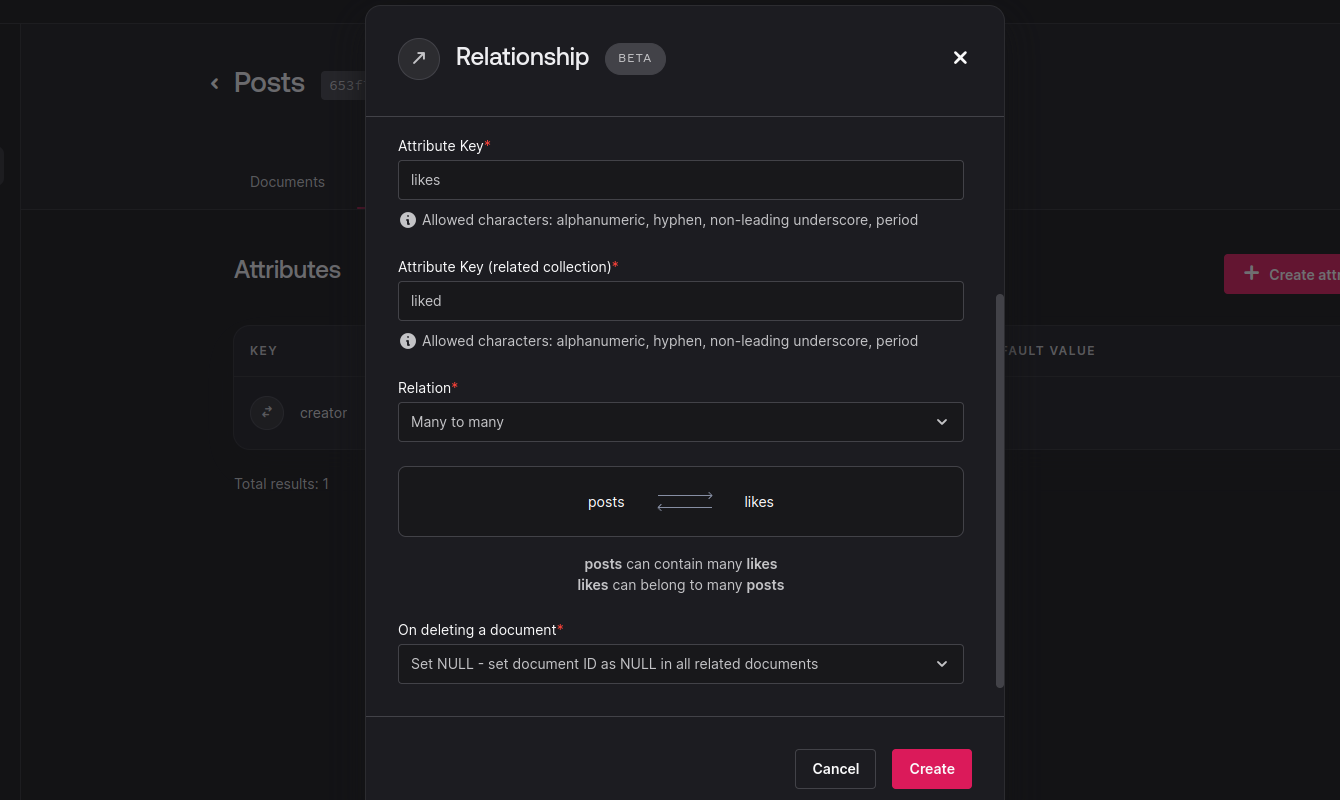 Relationship BETA
Posts 653f
Attribute Key*
likes
Documents
Allowed characters: alphanumeric, hyphen, non-leading underscore, period
Attributes
Attribute Key (related collection)*
Create
liked
Allowed characters: alphanumeric, hyphen, non-leading underscore, period
KEY
VALUE
Relation*
creator
Many to many
Total results: 1
posts likes
posts can contain many likes
likes can belong to many posts
On deleting a document*
Set NULL - set document ID as NULL in all related documents
Cancel Create